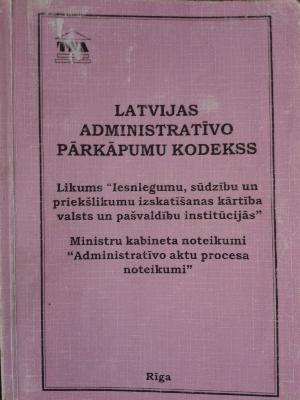 TNA
LATVIJAS
ADMINISTRATĪVO
PĀRKĀPUMU KODEKSS
Likums "Iesniegumu, sūdzību un
priekšlikumu izskatīšanas kārtība
valsts un pašvaldību institūcijās"
Ministru kabineta noteikumi
"Administratīvo aktu procesa
noteikumi"
Rīga